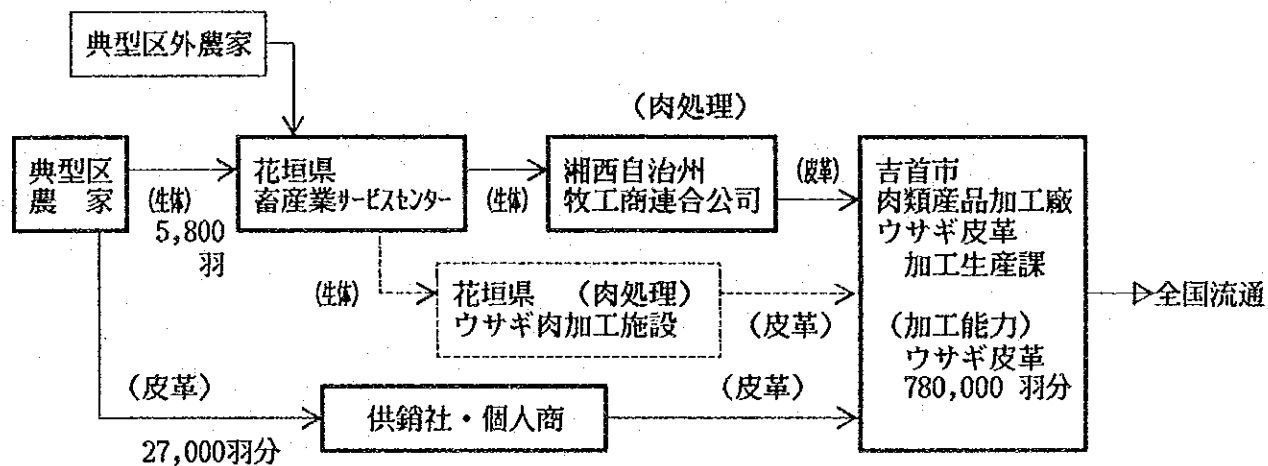 典型区外農家
(肉処理)
典型区
農　家
(生体)
5,800
羽
花垣県
畜産業サービスセンター
(生体)
湘西自治州
牧工商連合公司
(皮革)
吉首市
肉類産品加工廠
ウサギ皮革
加工生産課
(加工能力)
ウサギ皮革
780,000 羽分
全国流通
(生体)
花垣県　(肉処理)
ウサギ肉加工施設
(皮革)
(皮革)
27,000羽分
供銷社・個人商
(皮革)